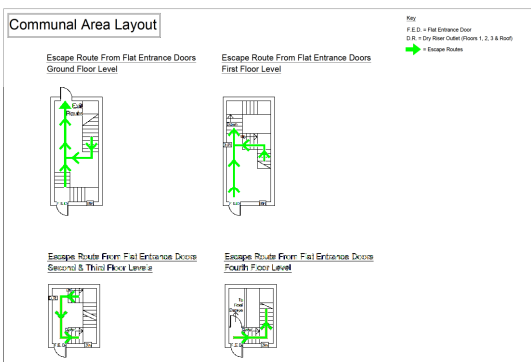 Communal Area Layout
Key
F.E.D. = Flat Entrance Door
D.R. = Dry Riser Outlet (Floors 1, 2, 3 & Roof)
= Escape Routes
Escape Route From Flat Entrance Doors
Ground Floor Level
Escape Route From Flat Entrance Doors
First Floor Level
Exit
Route
Down
D.R.
F.E.D.
F.E.D.
Escape Route From Flat Entrance Doors
Second & Third Floor Levels
Escape Route From Flat Entrance Doors
Fourth Floor Level
D.R.
To
F.E.D.
F.E.D.